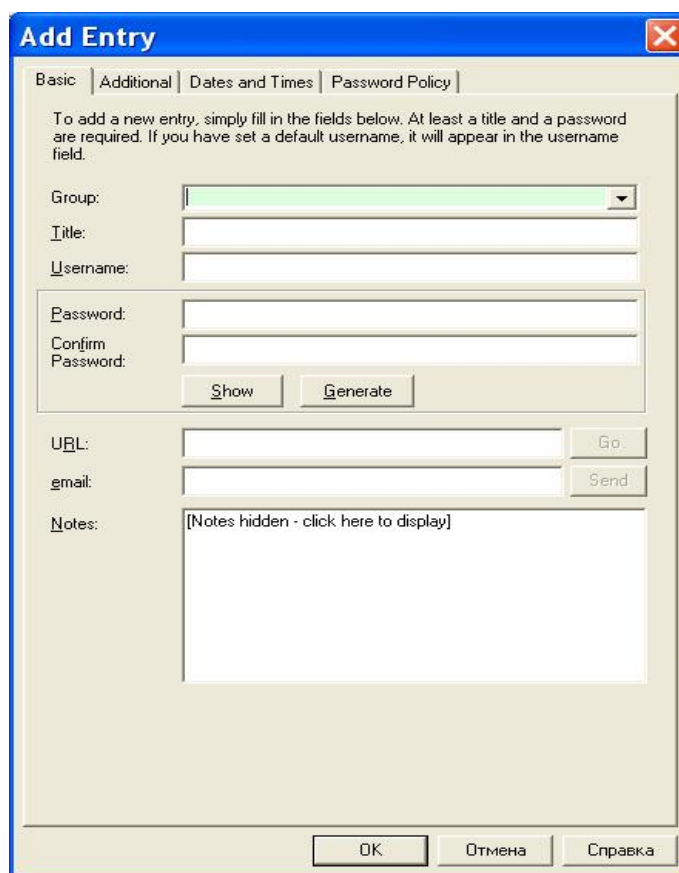 Add Entry
Basic Additional Dates and Times Password Policy
To add a new entry, simply fill in the fields below. At least a title and a password
are required. If you have set a default username, it will appear in the username
field.
Group:
Title:
Username:
Password:
Confirm
Password:
Show Generate
URL: Go
email: Send
Notes: [Notes hidden - click here to display]
OK Отмена Справка